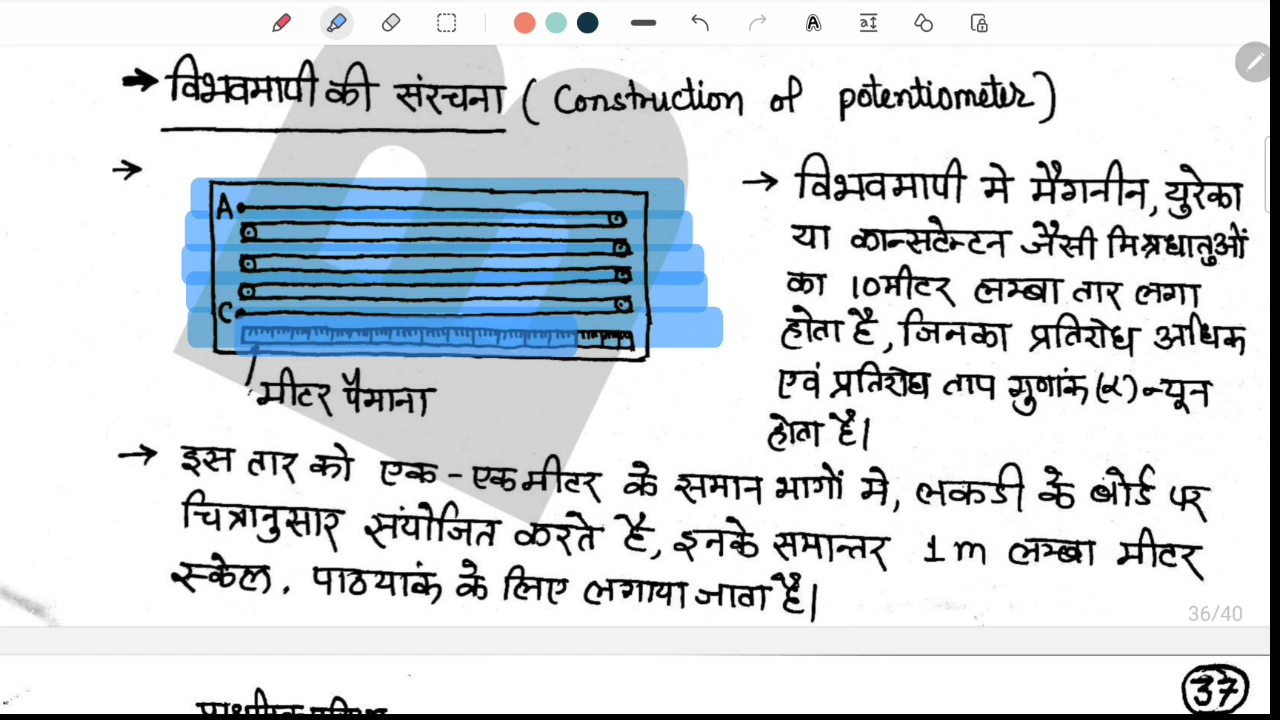 → विभवमापी की संरचना ( Construction of potentiometer )
→
A
C
मीटर पैमाना
→ विभवमापी मे मैगनीन, युरेका
या कान्सटेन्टन जैसी मिश्रधातुओं
का 10मीटर लम्बा तार लगा
होता है, जिनका प्रतिरोध अधिक
एवं प्रतिरोध ताप गुणांक (α) न्यून
होता है।
→ इस तार को एक-एक मीटर के समान भागों मे, लकडी के बोर्ड पर
चित्रानुसार संयोजित करते है, इनके समान्तर 1m लम्बा मीटर
स्केल. पाठयाकं के लिए लगाया जाता है।
36/40
37